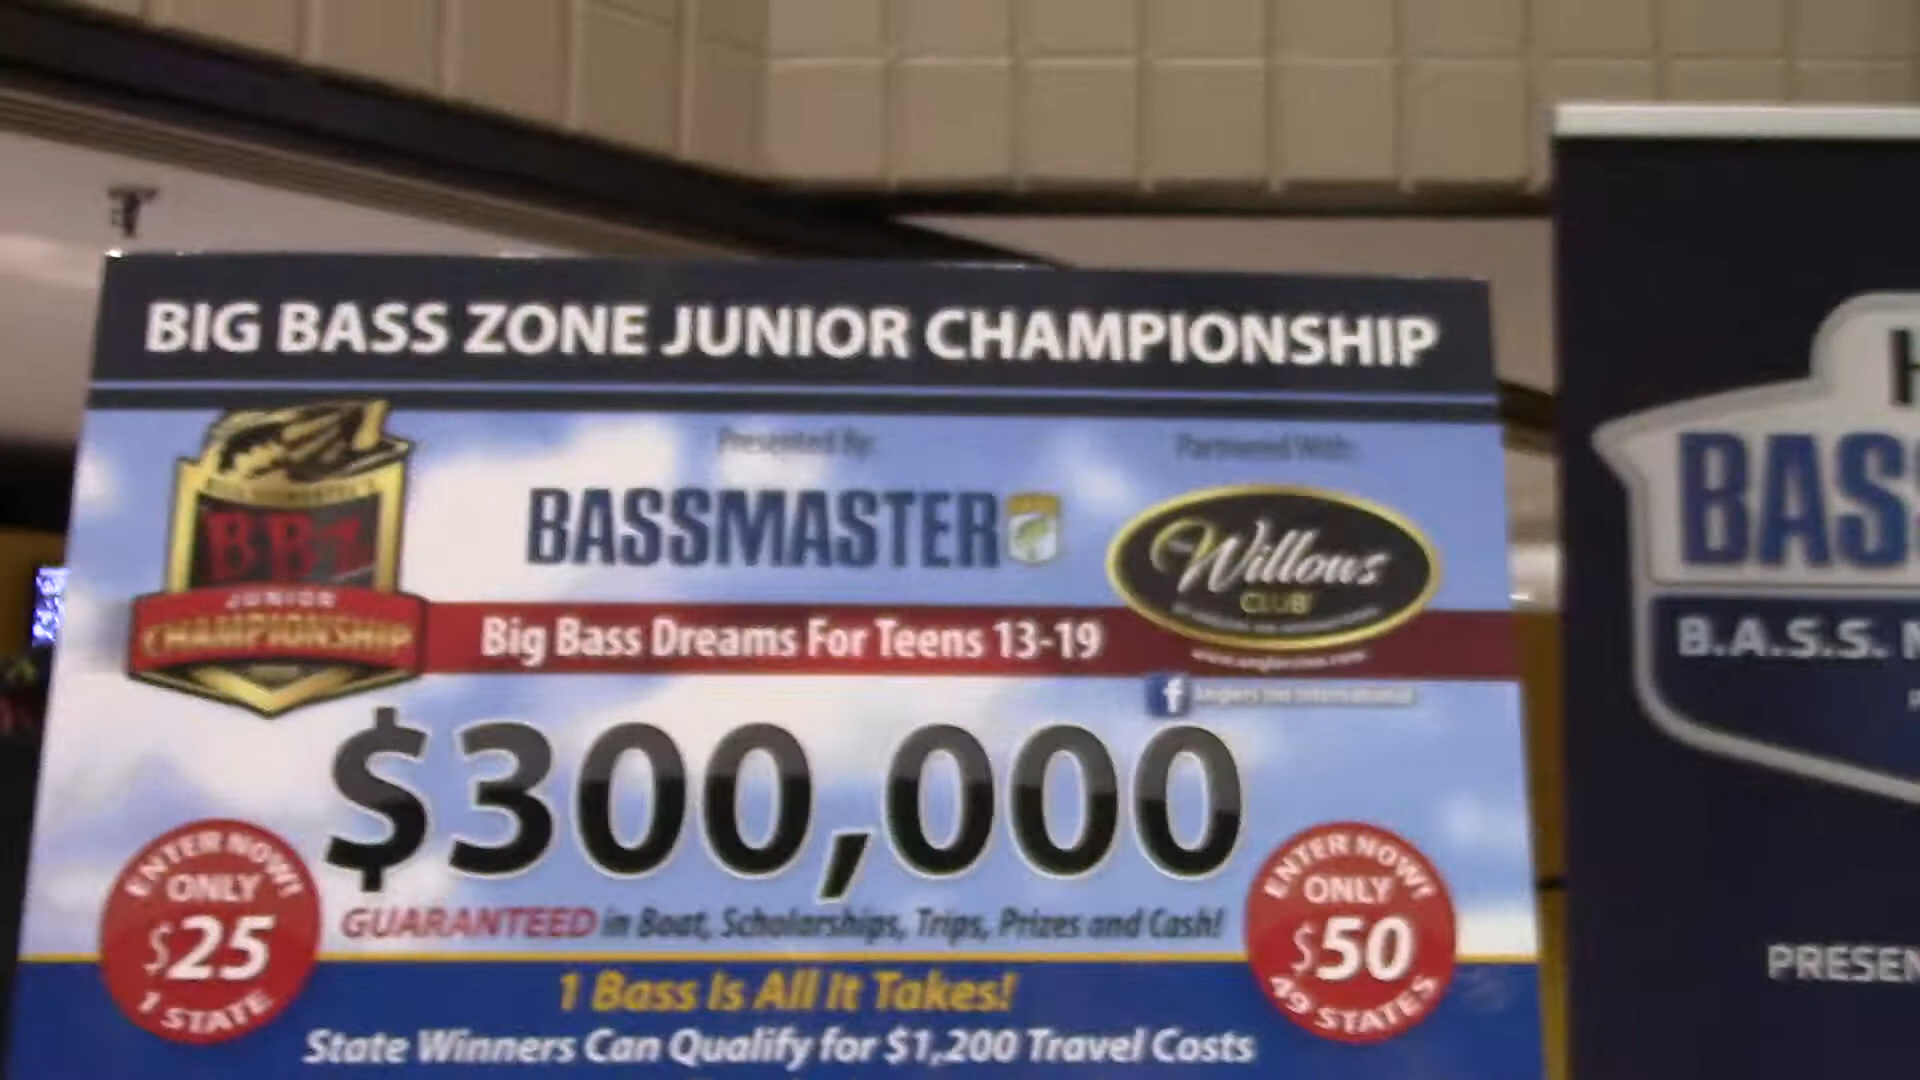 BIG BASS ZONE JUNIOR CHAMPIONSHIP
Presented By:
Partnered With:
BBZ
JUNIOR
CHAMPIONSHIP
BASSMASTER
Willows
CLUB
Big Bass Dreams For Teens 13-19
$300,000
GUARANTEED in Boat, Scholarships, Trips, Prizes and Cash!
ENTER NOW!
ONLY
$25
1 STATE
ENTER NOW!
ONLY
$50
49 STATES
1 Bass Is All It Takes!
State Winners Can Qualify for $1,200 Travel Costs
H
BAS
B.A.S.S. N
PRESEN